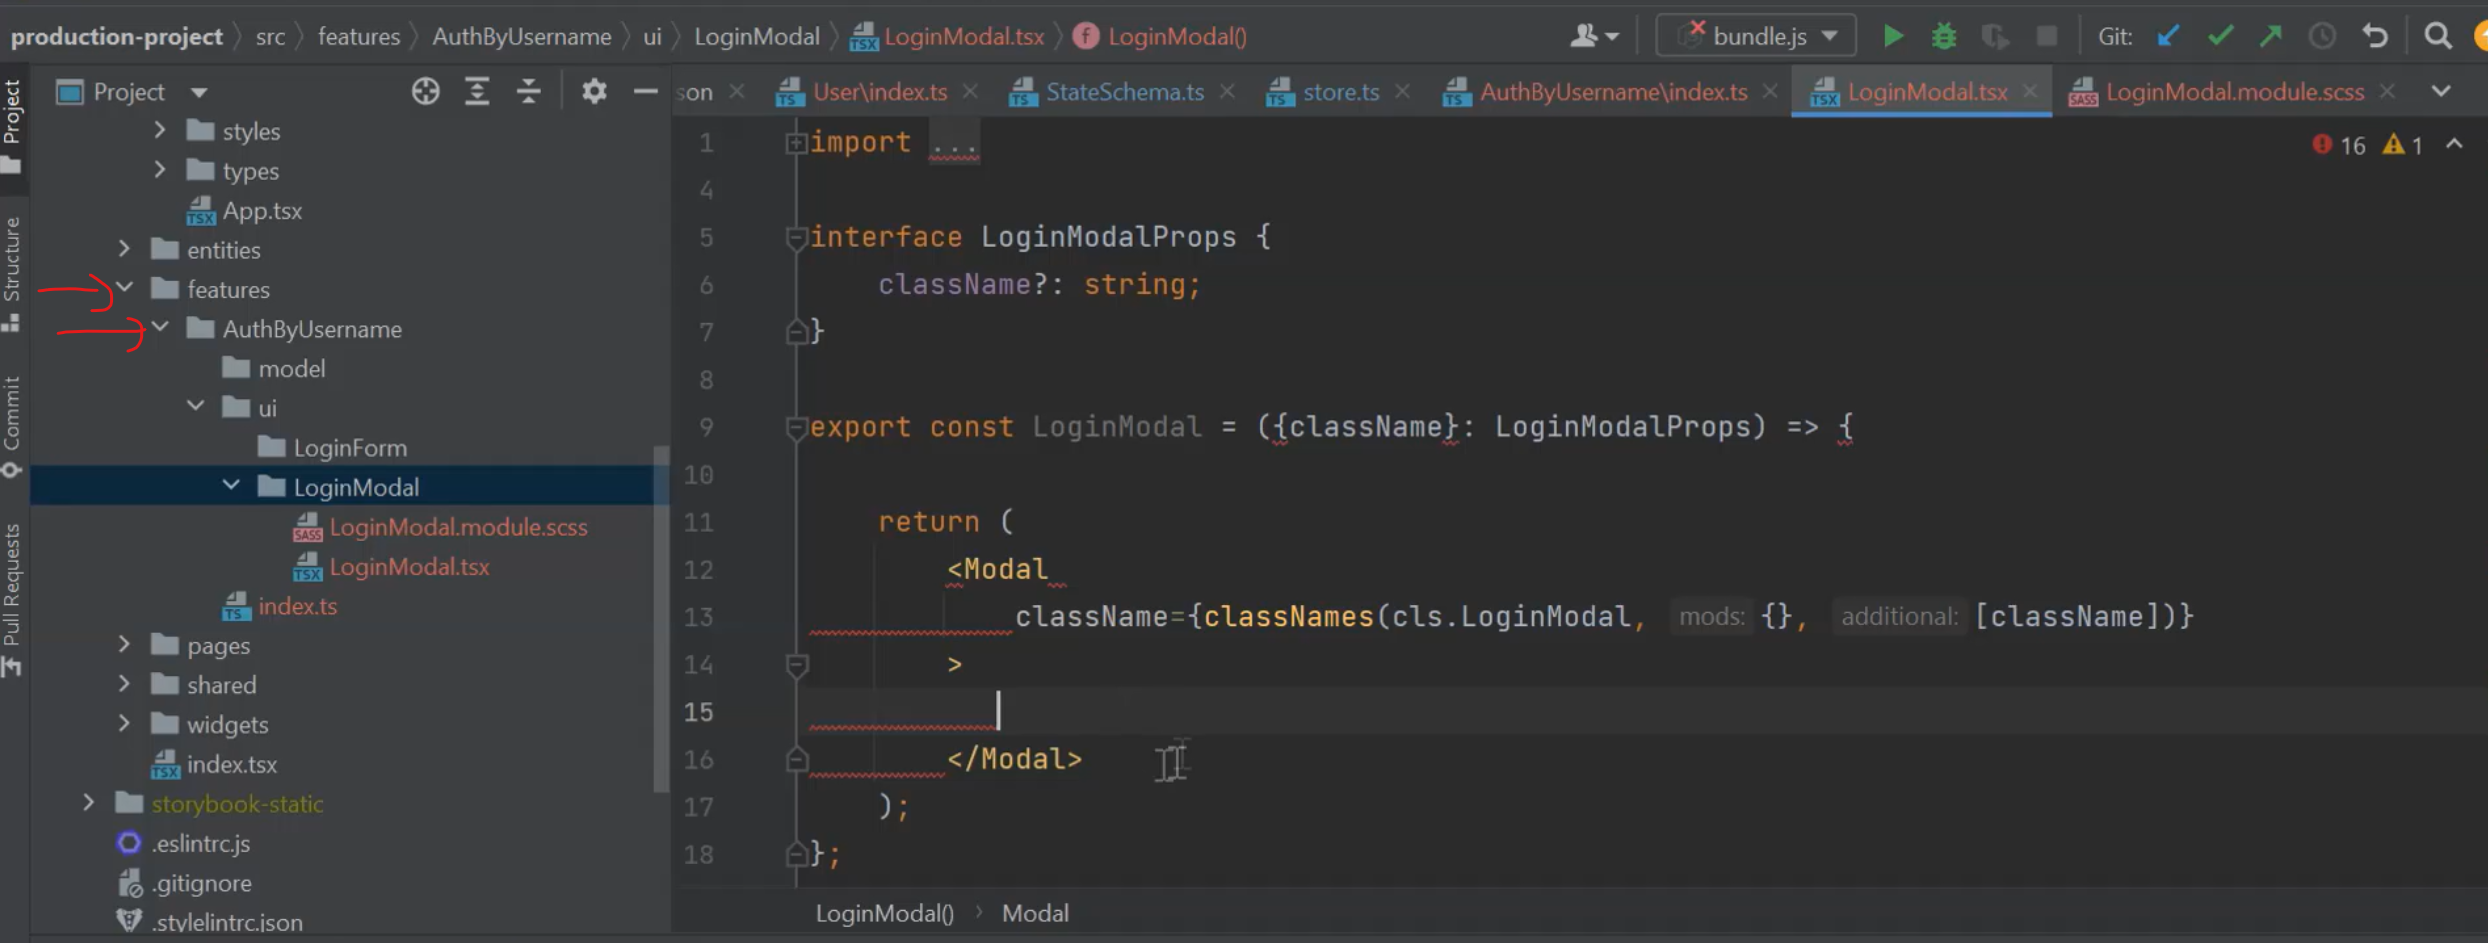 production-project src features AuthByUsername ui LoginModal LoginModal.tsx LoginModal() bundle.js Git:
Project
son User\index.ts StateSchema.ts store.ts AuthByUsername\index.ts LoginModal.tsx LoginModal.module.scss
Project
Structure
Commit
Pull Requests
styles
types
App.tsx
entities
features
AuthByUsername
model
ui
LoginForm
LoginModal
LoginModal.module.scss
LoginModal.tsx
index.ts
pages
shared
widgets
index.tsx
storybook-static
.eslintrc.js
.gitignore
.stylelintrc.json
16 1
1 import ...
4
5 interface LoginModalProps {
6 className?: string;
7 }
8
9 export const LoginModal = ({className}: LoginModalProps) => {
10
11 return (
12 <Modal
13 className={classNames(cls.LoginModal, mods: {}, additional: [className])}
14 >
15
16 </Modal>
17 );
18 };
LoginModal() Modal